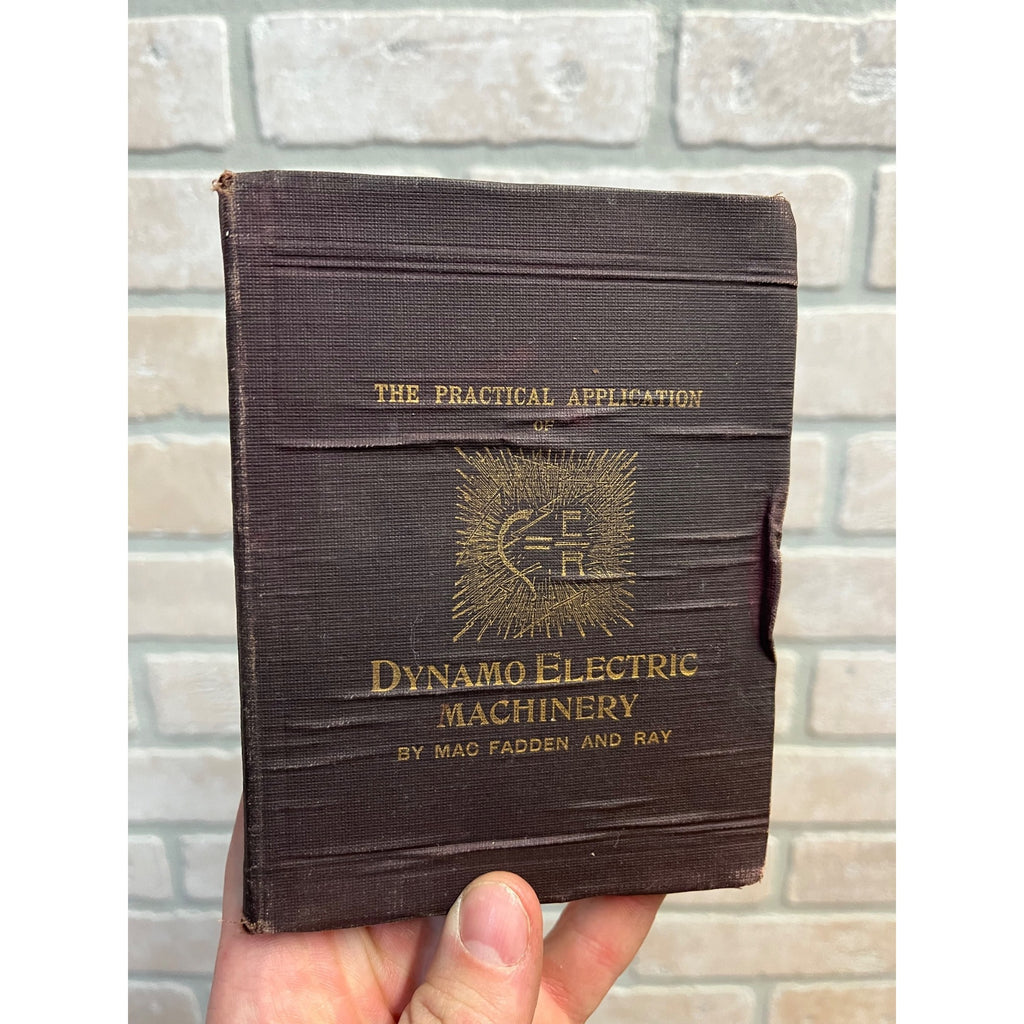 THE PRACTICAL APPLICATION
OF
C = E
R
DYNAMO ELECTRIC
MACHINERY
BY MAC FADDEN AND RAY